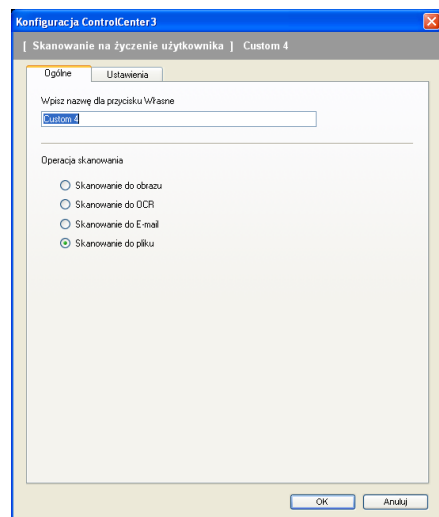 Konfiguracja ControlCenter3
[ Skanowanie na życzenie użytkownika ] Custom 4
Ogólne Ustawienia
Wpisz nazwę dla przycisku Własne
Custom 4
Operacja skanowania
Skanowanie do obrazu
Skanowanie do OCR
Skanowanie do E-mail
Skanowanie do pliku
OK Anuluj